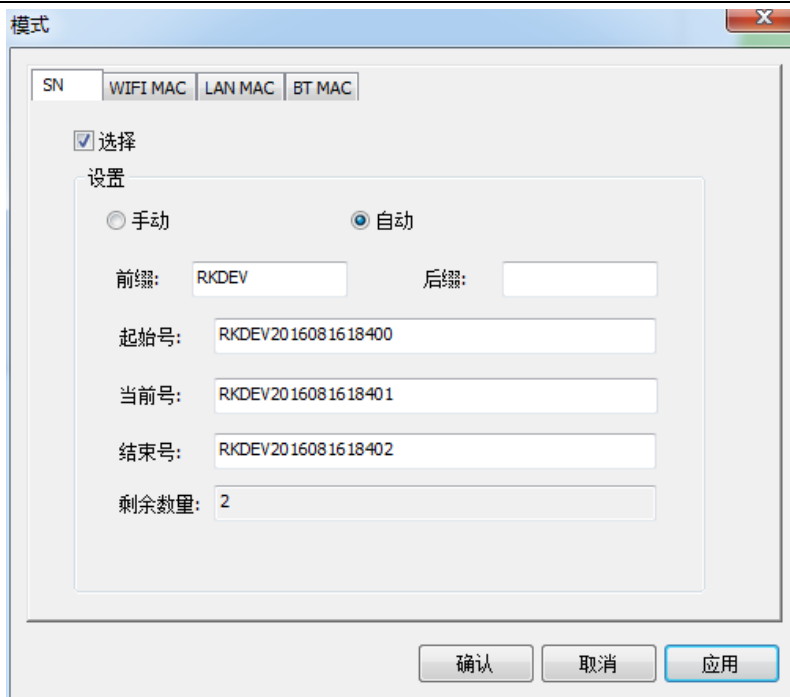 模式
SN WIFI MAC LAN MAC BT MAC
选择
设置
手动 自动
前缀: RKDEV 后缀:
起始号: RKDEV2016081618400
当前号: RKDEV2016081618401
结束号: RKDEV2016081618402
剩余数量: 2
确认 取消 应用